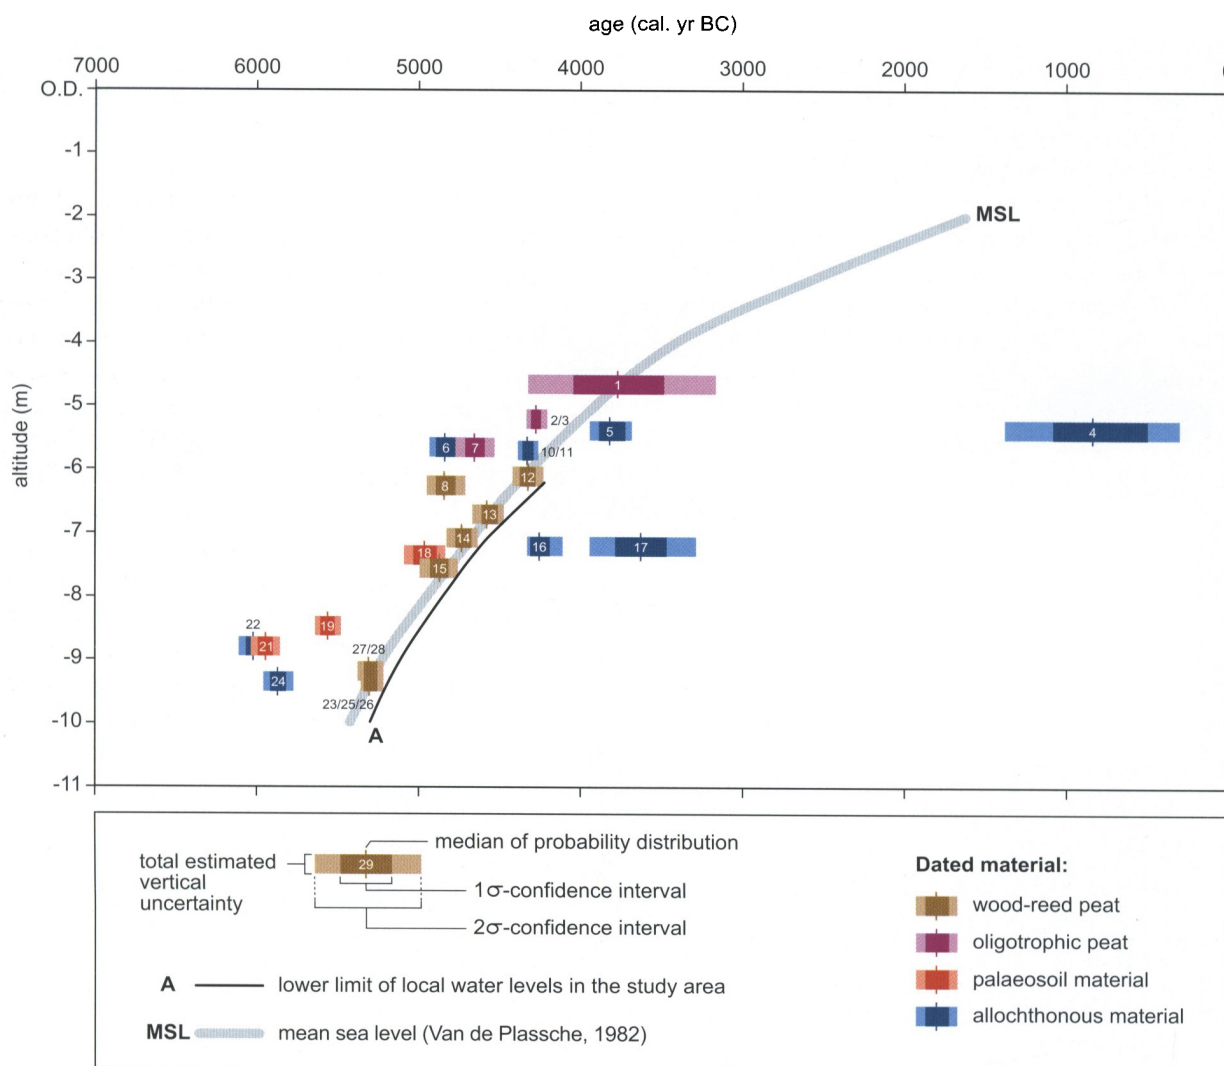 age (cal. yr BC)
7000 6000 5000 4000 3000 2000 1000 0
O.D.
-1
-2
MSL
-3
-4
altitude (m)
1
-5
2/3
5
4
6 7
10/11
-6
12
8
13
-7
14
16 17
18
15
-8
19
22
21
27/28
-9
24
23/25/26
-10
A
-11
median of probability distribution
total estimated
vertical
uncertainty
29
1σ-confidence interval
2σ-confidence interval
A lower limit of local water levels in the study area
MSL mean sea level (Van de Plassche, 1982)
Dated material:
wood-reed peat
oligotrophic peat
palaeosoil material
allochthonous material